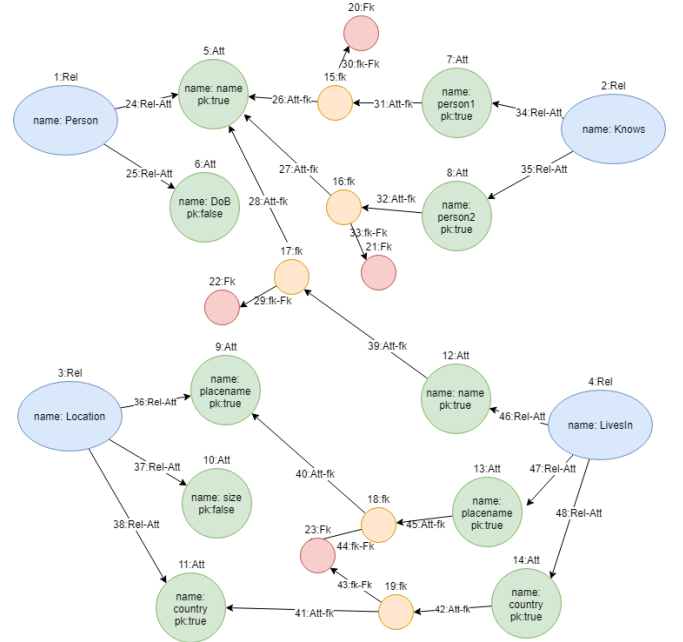 20:Fk
5:Att
30:fk-Fk
7:Att
1:Rel
15:fk
2:Rel
name: name
pk:true
24:Rel-Att
26:Att-fk
31:Att-fk
name:
person1
pk:true
34:Rel-Att
name: Person
name: Knows
6:Att
27:Att-fk
8:Att
35:Rel-Att
25:Rel-Att
16:fk
name: DoB
pk:false
28:Att-fk
32:Att-fk
name:
person2
pk:true
33:fk-Fk
21:Fk
17:fk
22:Fk
29:fk-Fk
9:Att
39:Att-fk
12:Att
3:Rel
4:Rel
name:
placename
pk:true
36:Rel-Att
name: name
pk:true
46:Rel-Att
name: Location
name: LivesIn
10:Att
37:Rel-Att
40:Att-fk
13:Att
47:Rel-Att
name: size
pk:false
18:fk
name:
placename
pk:true
48:Rel-Att
38:Rel-Att
23:Fk
45:Att-fk
44:fk-Fk
11:Att
14:Att
43:fk-Fk
19:fk
name:
country
pk:true
41:Att-fk
42:Att-fk
name:
country
pk:true